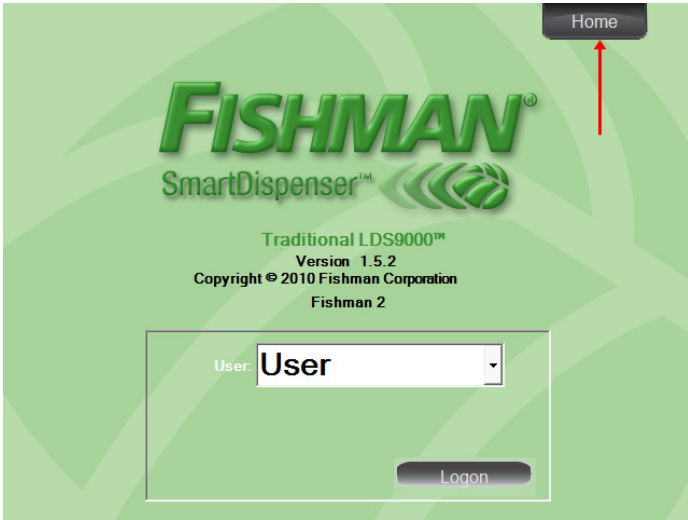 Home
FISHMAN®
SmartDispenser™
Traditional LDS9000™
Version 1.5.2
Copyright © 2010 Fishman Corporation
Fishman 2
User: User
Logon